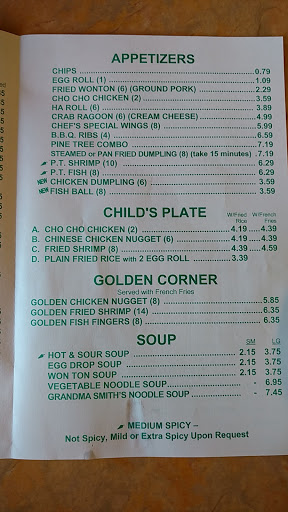 APPETIZERS
CHIPS 0.79
EGG ROLL (1) 1.09
FRIED WONTON (6) (GROUND PORK) 2.29
CHO CHO CHICKEN (2) 3.59
HA ROLL (6) 3.89
CRAB RAGOON (6) (CREAM CHEESE) 4.99
CHEF'S SPECIAL WINGS (8) 5.99
B.B.Q. RIBS (4) 6.59
PINE TREE COMBO 7.19
STEAMED or PAN FRIED DUMPLING (8) (take 15 minutes) 7.19
P.T. SHRIMP (10) 6.29
P.T. FISH (8) 6.29
NEW CHICKEN DUMPLING (6) 3.59
NEW FISH BALL (8) 3.59
CHILD'S PLATE W/Fried Rice W/French Fries
A. CHO CHO CHICKEN (2) 4.19 4.39
B. CHINESE CHICKEN NUGGET (6) 4.19 4.39
C. FRIED SHRIMP (8) 4.39 4.59
D. PLAIN FRIED RICE with 2 EGG ROLL 3.39
GOLDEN CORNER
Served with French Fries
GOLDEN CHICKEN NUGGET (8) 5.85
GOLDEN FRIED SHRIMP (14) 6.35
GOLDEN FISH FINGERS (8) 6.35
SOUP SM LG
HOT & SOUR SOUP 2.15 3.75
EGG DROP SOUP 2.15 3.75
WON TON SOUP 2.15 3.75
VEGETABLE NOODLE SOUP - 6.95
GRANDMA SMITH'S NOODLE SOUP - 7.45
MEDIUM SPICY –
Not Spicy, Mild or Extra Spicy Upon Request